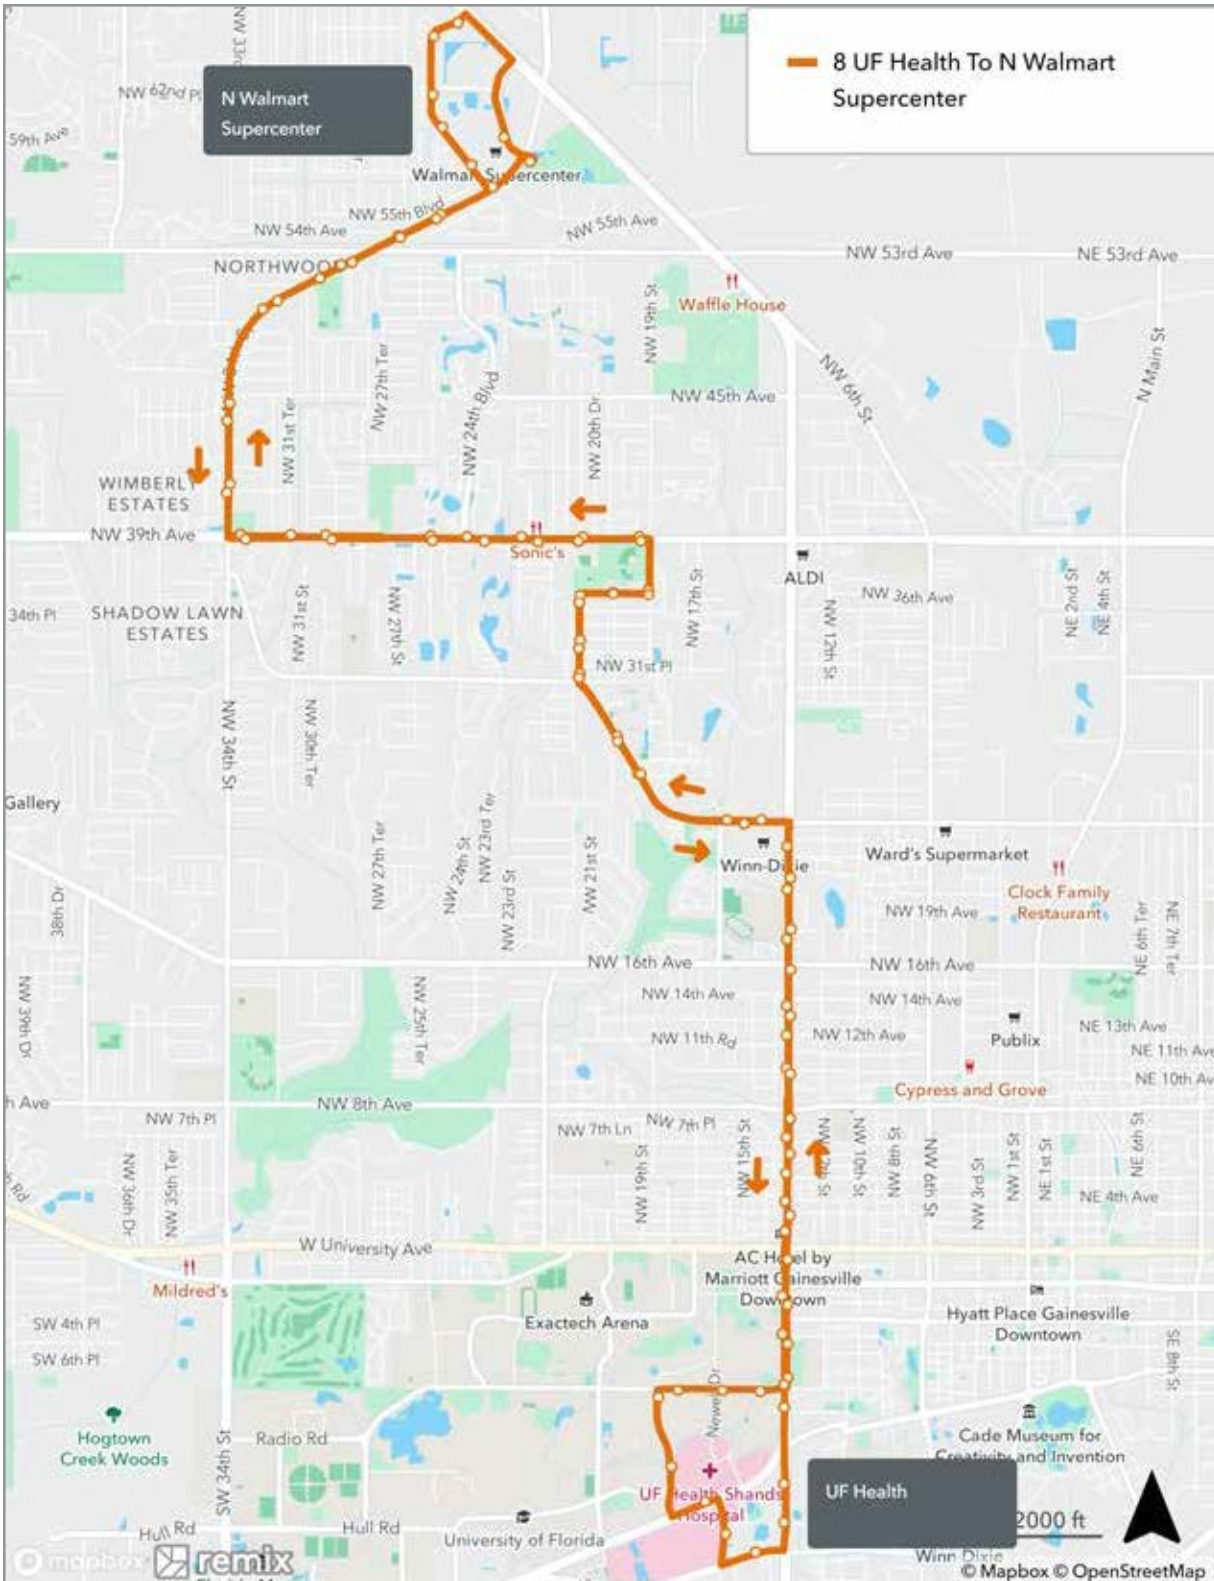 8 UF Health To N Walmart
Supercenter
N Walmart
Supercenter
NW 33rd
NW 62nd Pl
59th Ave
Walmart Supercenter
NW 55th Blvd
NW 54th Ave
NW 55th Ave
NW 53rd Ave
NE 53rd Ave
NORTHWOOD
Waffle House
NW 19th St
NW 27th Ter
NW 24th Blvd
NW 6th St
N Main St
NW 45th Ave
NW 31st Ter
NW 20th Dr
WIMBERLY
ESTATES
NW 39th Ave
Sonic's
ALDI
NW 36th Ave
34th Pl
SHADOW LAWN
ESTATES
NW 31st St
NW 27th St
NW 17th St
NW 12th St
NE 2nd St
NE 4th St
NW 31st Pl
NW 34th St
NW 30th Ter
Gallery
NW 27th Ter
NW 24th St
NW 23rd Ter
NW 23rd St
NW 21st St
Winn-Dixie
Ward's Supermarket
Clock Family
Restaurant
38th Dr
NW 19th Ave
NE 6th Ter
NE 7th Ter
NW 16th Ave
NW 16th Ave
NW 39th Dr
NW 25th Ter
NW 14th Ave
NW 14th Ave
NW 11th Rd
NW 12th Ave
Publix
NE 13th Ave
NE 11th Ave
NE 10th Av
Cypress and Grove
h Ave
NW 8th Ave
NW 7th Pl
NW 7th Ln
NW 7th Pl
NW 36th Dr
NW 35th Ter
NW 19th St
NW 15th St
NW 10th St
NW 8th St
NW 6th St
NW 3rd St
NW 1st St
NE 1st St
NE 6th St
NE 4th Ave
h Rd
W University Ave
AC Hotel by
Marriott Gainesville
Downtown
Mildred's
Exactech Arena
Hyatt Place Gainesville
Downtown
SW 4th Pl
SW 6th Pl
SE 8th St
Newell Dr
Hogtown
Creek Woods
Radio Rd
SW 34th St
Cade Museum for
Creativity and Invention
UF Health Shands
Hospital
UF Health
2000 ft
Hull Rd
Hull Rd
University of Florida
Winn Dixie
mapbox remix
© Mapbox © OpenStreetMap